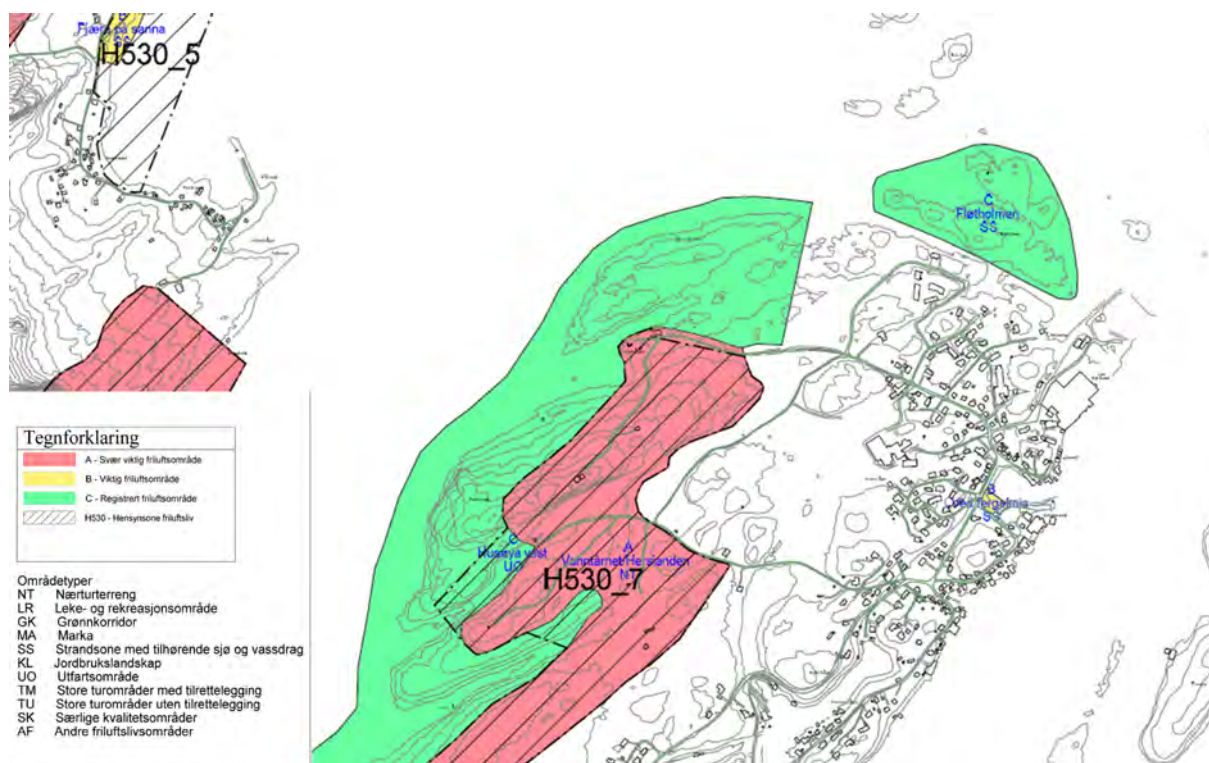 Fjæra på sanna
SS
H530_5
C
Fløtholmen
SS
B
SS
C
Husøya vest
UO
A
Vanntårnet Hersjønden
NT
H530_7
Tegnforklaring
A - Svær viktig friluftsområde
B - Viktig friluftsområde
C - Registrert friluftsområde
H530 - Hensynsone friluftsliv
Områdetyper
NT Nærturterreng
LR Leke- og rekreasjonsområde
GK Grønnkorridor
MA Marka
SS Strandsone med tilhørende sjø og vassdrag
KL Jordbrukslandskap
UO Utfartsområde
TM Store turområder med tilrettelegging
TU Store turområder uten tilrettelegging
SK Særlige kvalitetsområder
AF Andre friluftslivsområder